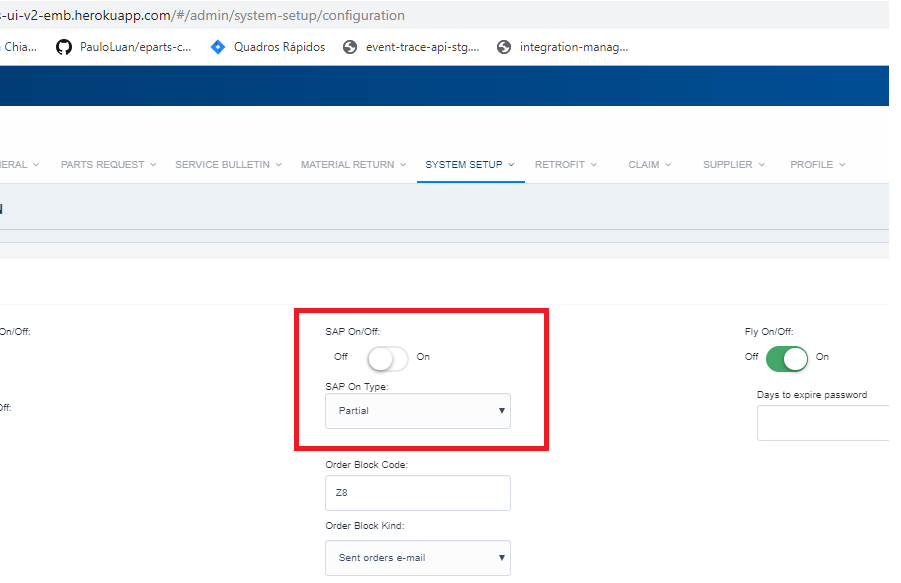 s-ui-v2-emb.herokuapp.com/#/admin/system-setup/configuration
Chia... PauloLuan/eparts-c... Quadros Rápidos event-trace-api-stg.... integration-manag...
NERAL PARTS REQUEST SERVICE BULLETIN MATERIAL RETURN SYSTEM SETUP RETROFIT CLAIM SUPPLIER PROFILE
N
On/Off:
SAP On/Off:
Fly On/Off:
Off On
Off On
SAP On Type:
Days to expire password
Off:
Partial
Order Block Code:
Z8
Order Block Kind:
Sent orders e-mail